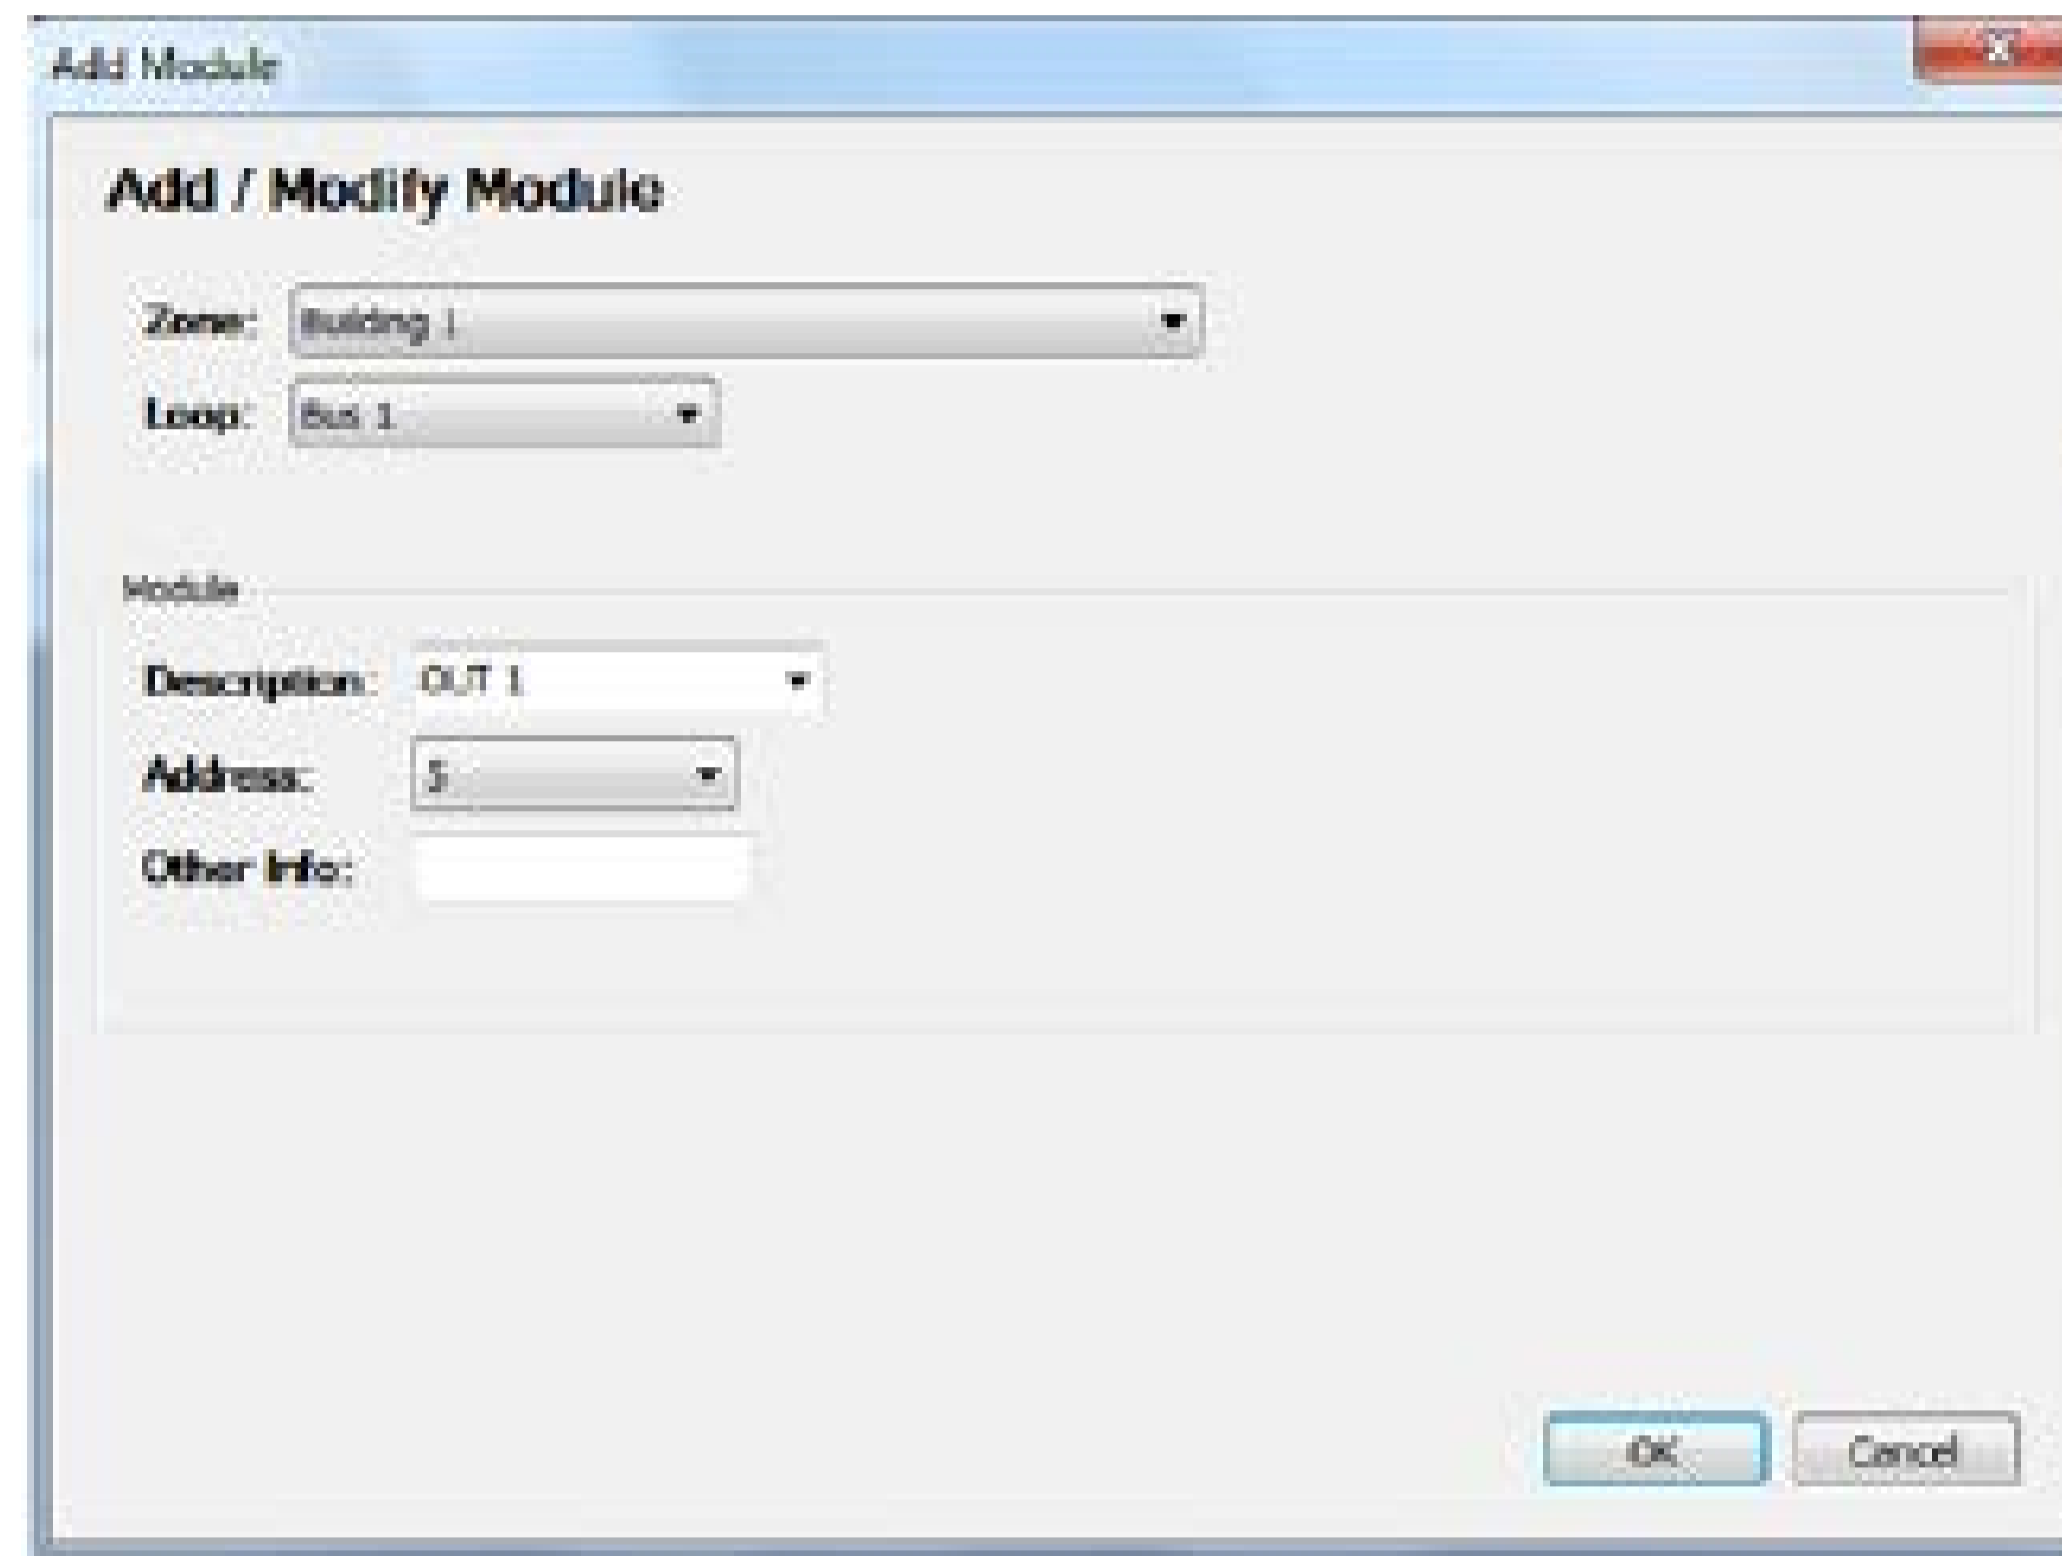 Add Module
Add / Modify Module
Zone: Building 1
Loop: Bus 1
Module
Description: OUT 1
Address:
Other Info:
OK Cancel